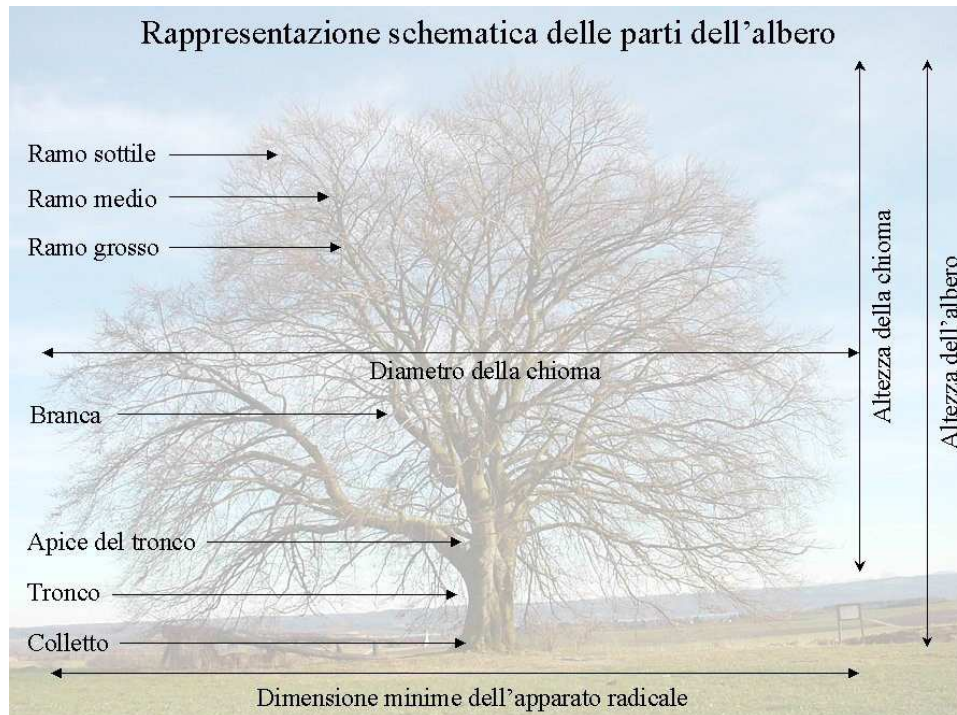 Rappresentazione schematica delle parti dell'albero
Ramo sottile
Ramo medio
Ramo grosso
Diametro della chioma
Branca
Apice del tronco
Tronco
Colletto
Dimensione minime dell'apparato radicale
Altezza della chioma
Altezza dell'albero